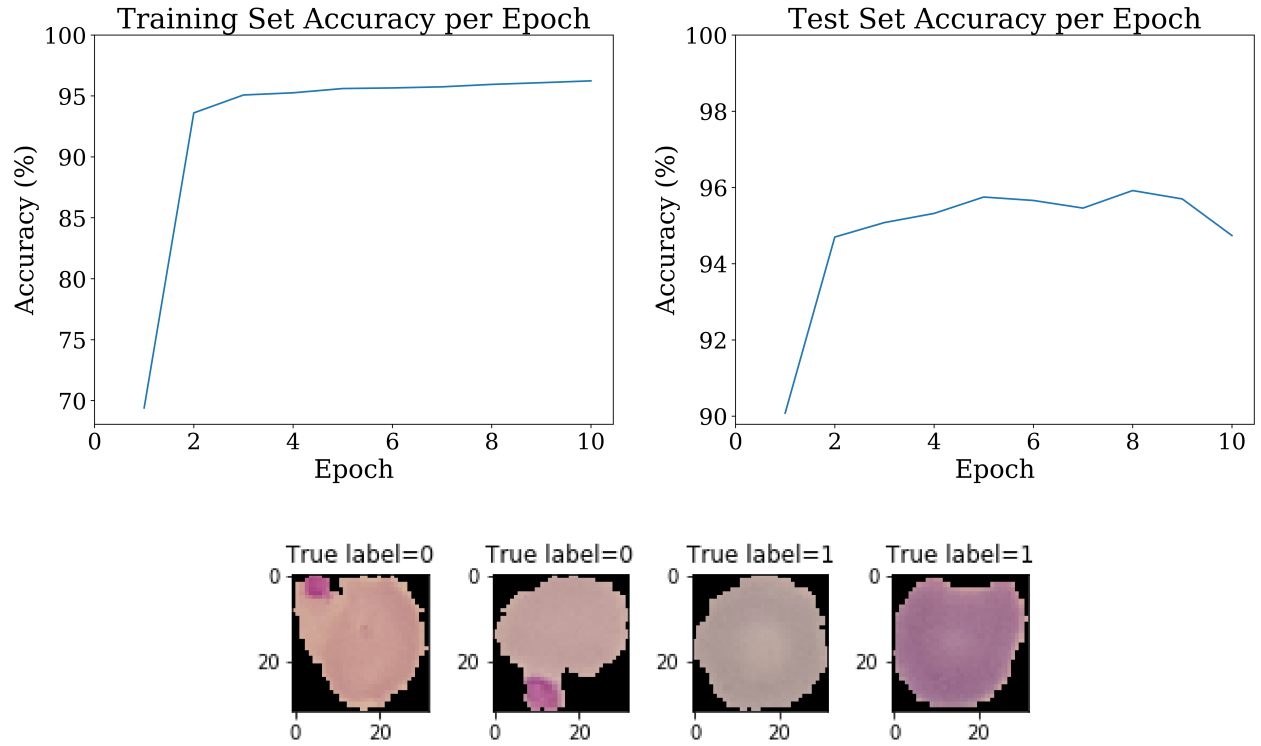 Training Set Accuracy per Epoch
100
95
90
85
80
75
70
Accuracy (%)
0 2 4 6 8 10
Epoch
Test Set Accuracy per Epoch
100
98
96
94
92
90
Accuracy (%)
0 2 4 6 8 10
Epoch
True label=0
0
20
0 20
True label=0
0
20
0 20
True label=1
0
20
0 20
True label=1
0
20
0 20